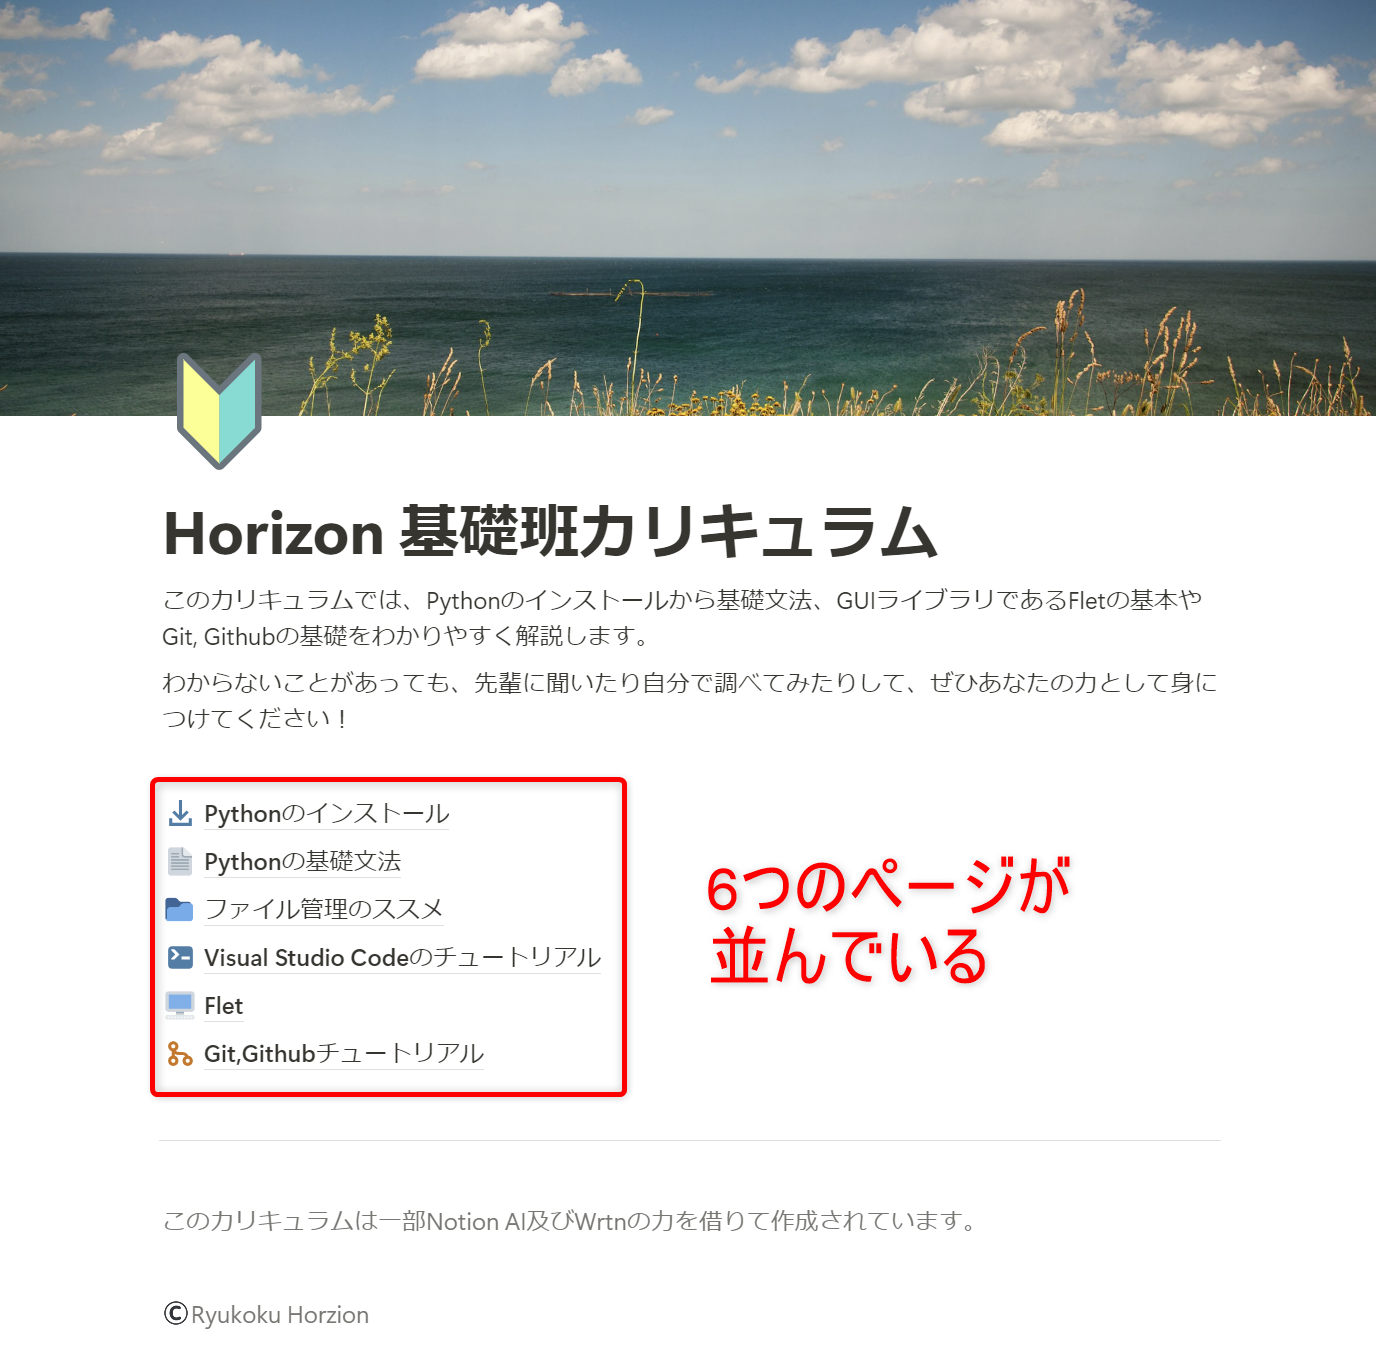 Horizon 基礎班カリキュラム
このカリキュラムでは、Pythonのインストールから基礎文法、GUIライブラリであるFletの基本や
Git, Githubの基礎をわかりやすく解説します。
わからないことがあっても、先輩に聞いたり自分で調べてみたりして、ぜひあなたの力として身に
つけてください！
Pythonのインストール
Pythonの基礎文法
ファイル管理のススメ
Visual Studio Codeのチュートリアル
Flet
Git,Githubチュートリアル
6つのページが
並んでいる
このカリキュラムは一部Notion AI及びWrtnの力を借りて作成されています。
©Ryukoku Horzion